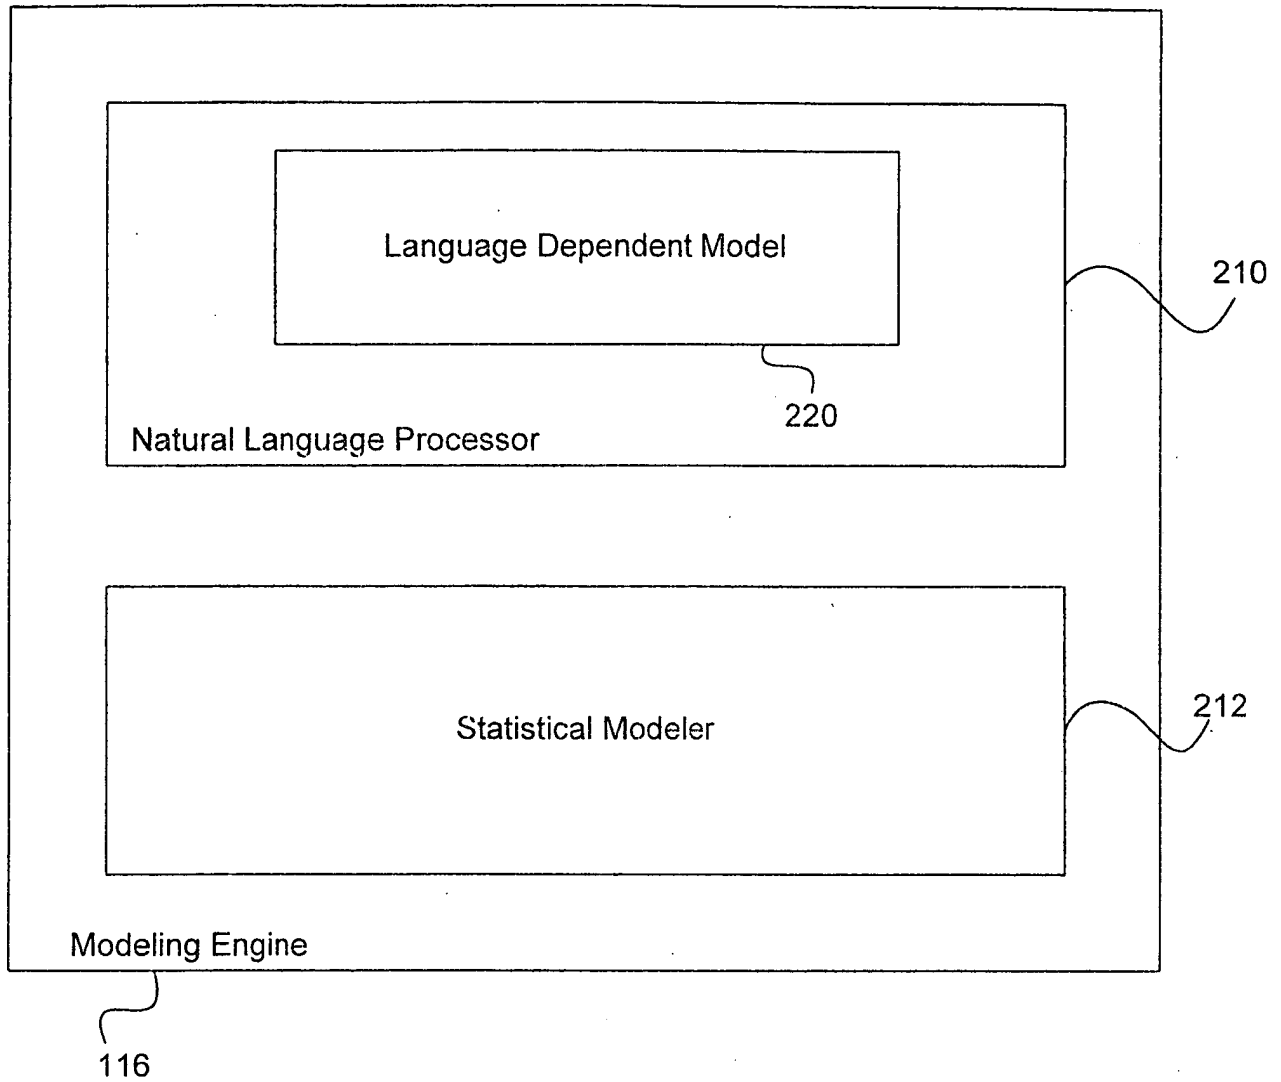 Language Dependent Model
210
220
Natural Language Processor
Statistical Modeler
212
Modeling Engine
116